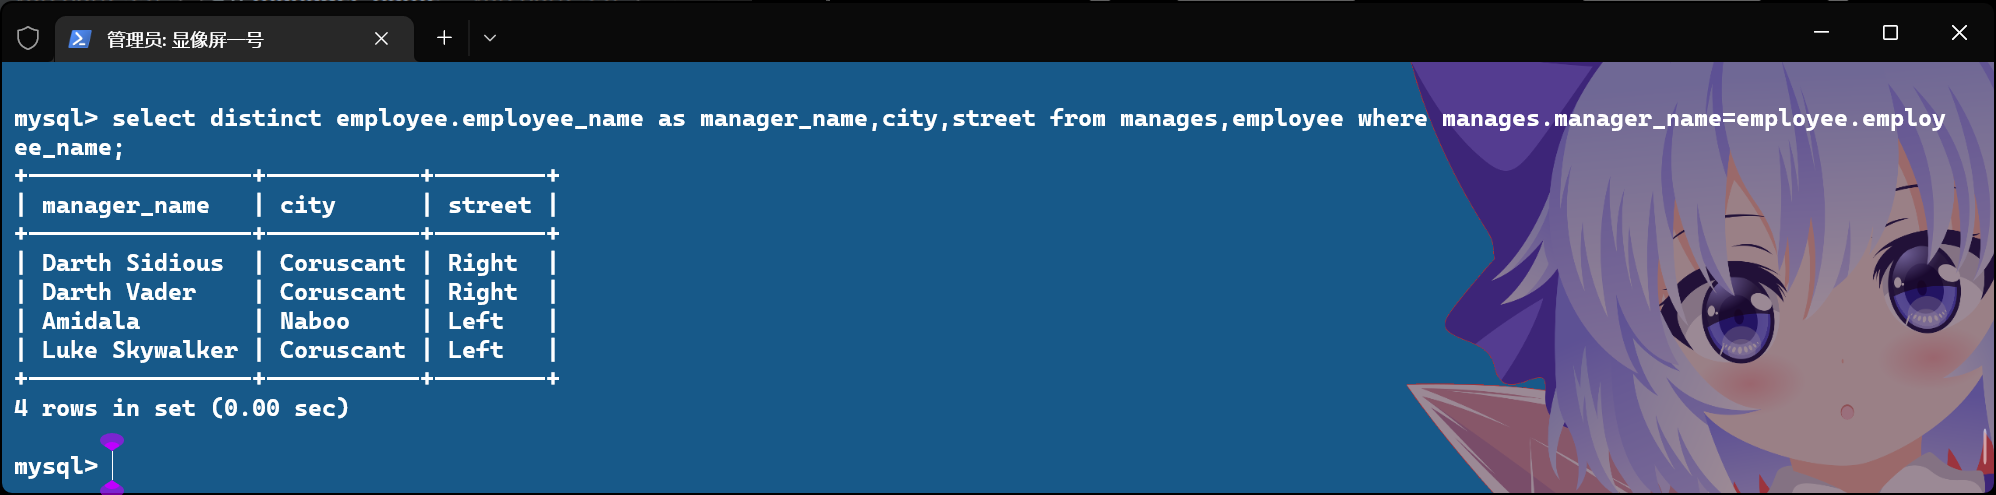 管理员: 显像屏一号
mysql> select distinct employee.employee_name as manager_name,city,street from manages,employee where manages.manager_name=employee.employ
ee_name;
+----------------+-----------+--------+
| manager_name   | city      | street |
+----------------+-----------+--------+
| Darth Sidious  | Coruscant | Right  |
| Darth Vader    | Coruscant | Right  |
| Amidala        | Naboo     | Left   |
| Luke Skywalker | Coruscant | Left   |
+----------------+-----------+--------+
4 rows in set (0.00 sec)
mysql>